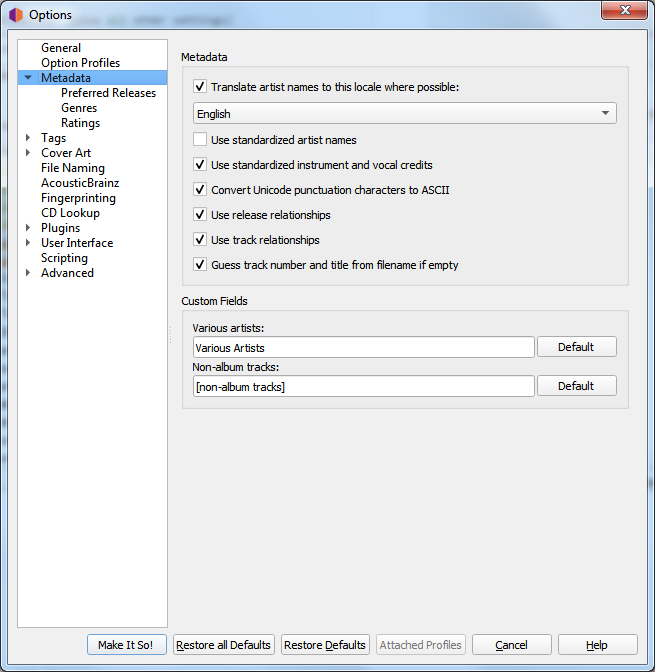 Options
General
Option Profiles
Metadata
Preferred Releases
Genres
Ratings
Tags
Cover Art
File Naming
AcousticBrainz
Fingerprinting
CD Lookup
Plugins
User Interface
Scripting
Advanced
Metadata
Translate artist names to this locale where possible:
English
Use standardized artist names
Use standardized instrument and vocal credits
Convert Unicode punctuation characters to ASCII
Use release relationships
Use track relationships
Guess track number and title from filename if empty
Custom Fields
Various artists:
Various Artists Default
Non-album tracks:
[non-album tracks] Default
Make It So! Restore all Defaults Restore Defaults Attached Profiles Cancel Help